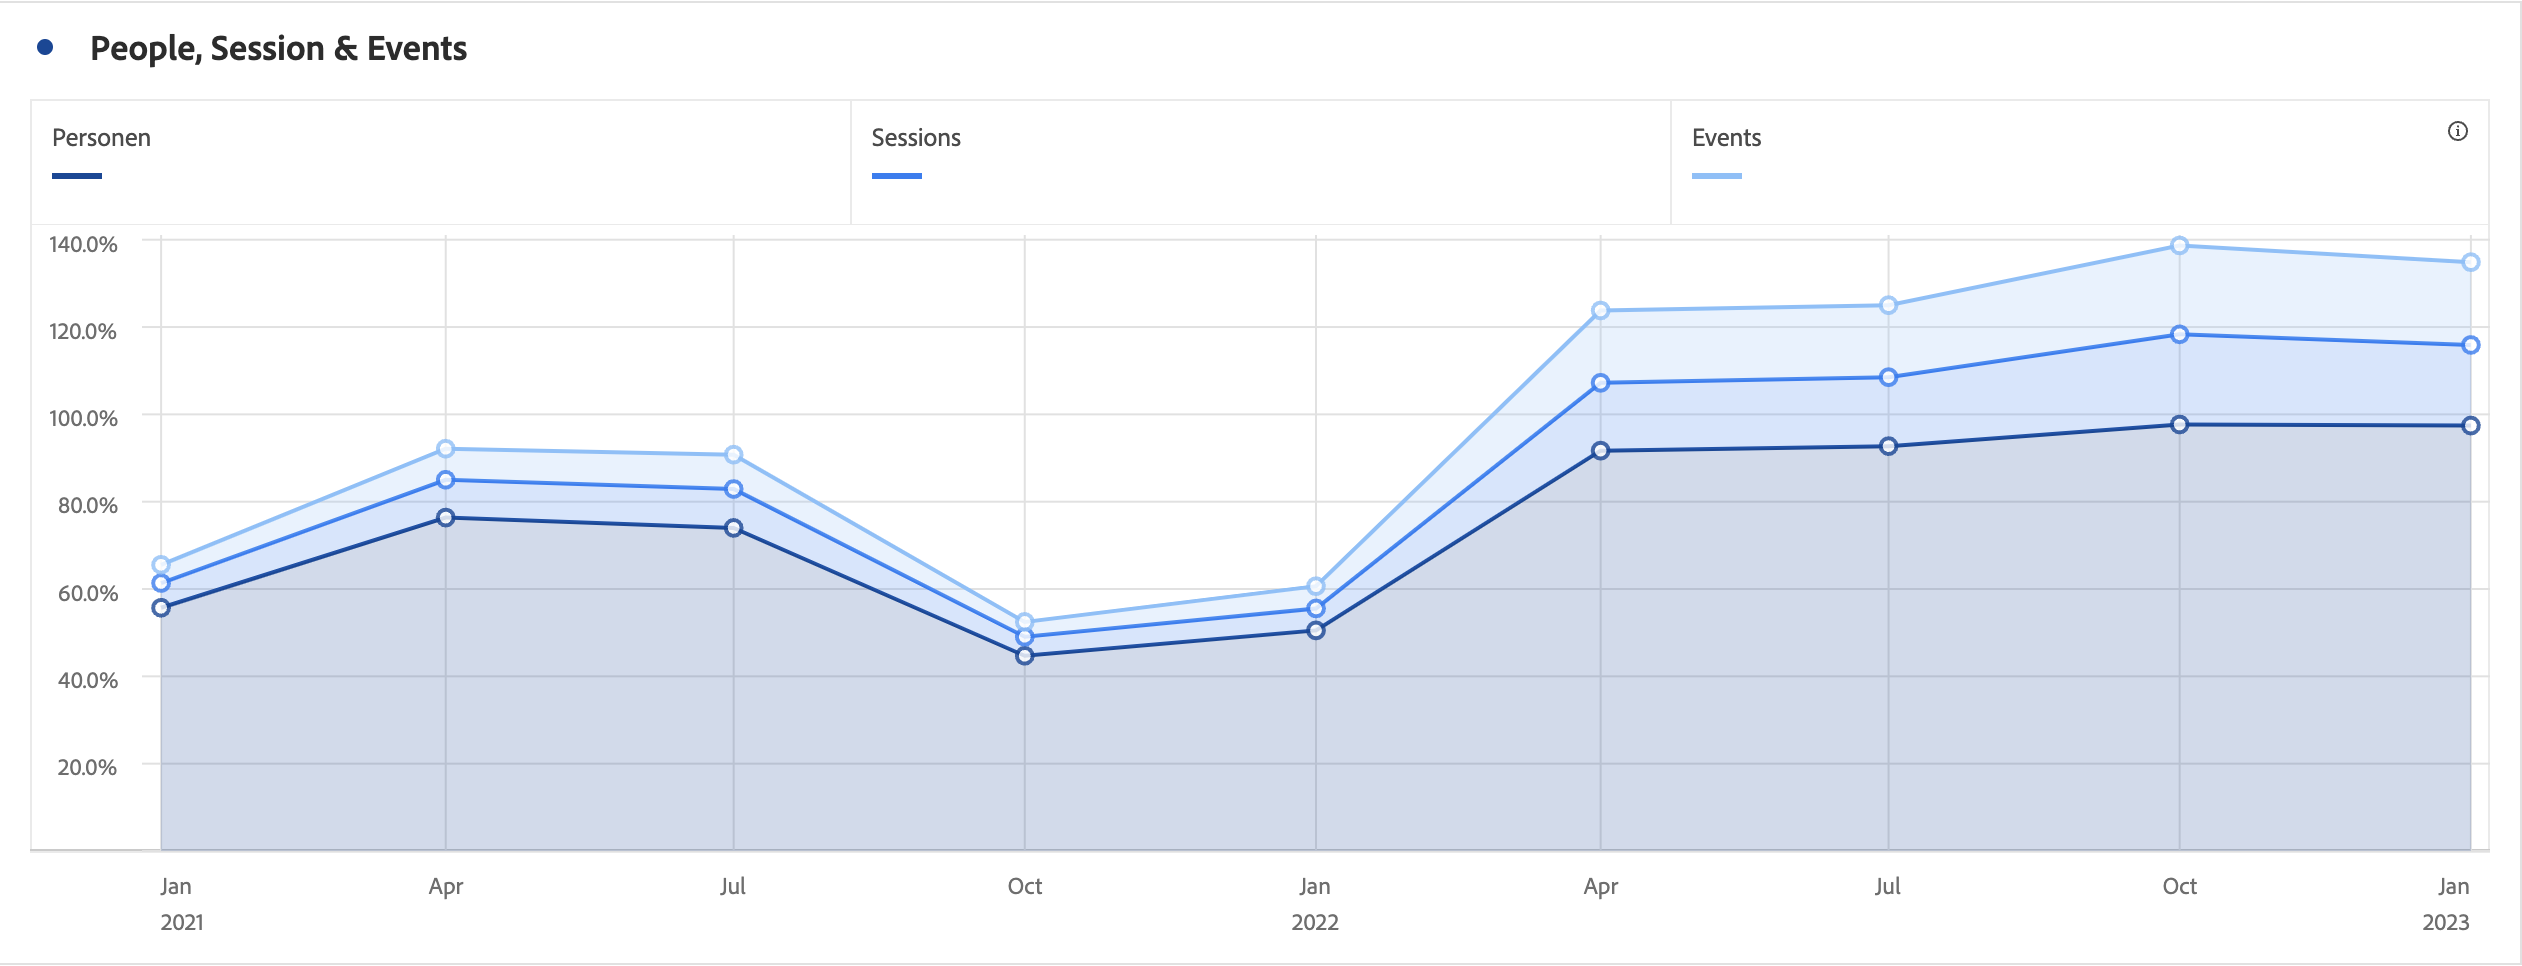 People, Session & Events
Personen
Sessions
Events
140.0%
120.0%
100.0%
80.0%
60.0%
40.0%
20.0%
Jan Apr Jul Oct Jan Apr Jul Oct Jan
2021 2022 2023